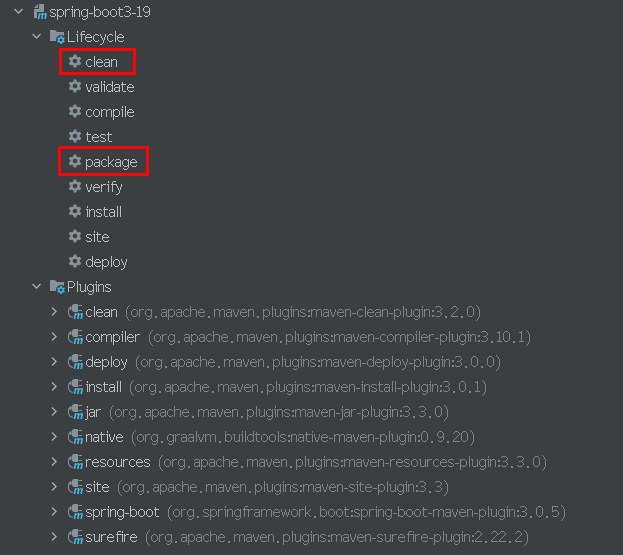 spring-boot3-19
Lifecycle
clean
validate
compile
test
package
verify
install
site
deploy
Plugins
clean (org.apache.maven.plugins:maven-clean-plugin:3.2.0)
compiler (org.apache.maven.plugins:maven-compiler-plugin:3.10.1)
deploy (org.apache.maven.plugins:maven-deploy-plugin:3.0.0)
install (org.apache.maven.plugins:maven-install-plugin:3.0.1)
jar (org.apache.maven.plugins:maven-jar-plugin:3.3.0)
native (org.graalvm.buildtools:native-maven-plugin:0.9.20)
resources (org.apache.maven.plugins:maven-resources-plugin:3.3.0)
site (org.apache.maven.plugins:maven-site-plugin:3.3)
spring-boot (org.springframework.boot:spring-boot-maven-plugin:3.0.5)
surefire (org.apache.maven.plugins:maven-surefire-plugin:2.22.2)